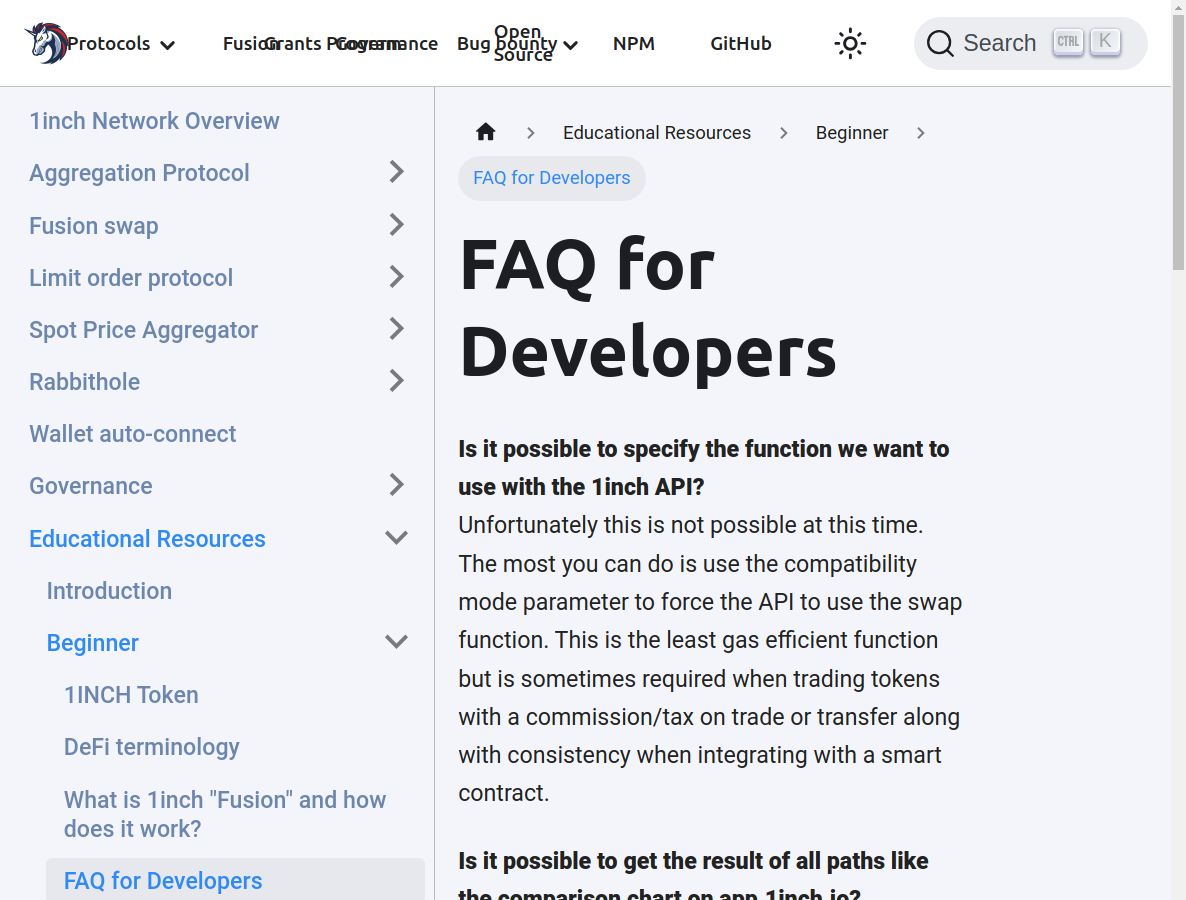 Protocols
Fusion
Grants Program
Governance
Bug bounty
Open Source
NPM
GitHub
Search CTRL K
1inch Network Overview
Aggregation Protocol
Fusion swap
Limit order protocol
Spot Price Aggregator
Rabbithole
Wallet auto-connect
Governance
Educational Resources
Introduction
Beginner
1INCH Token
DeFi terminology
What is 1inch "Fusion" and how
does it work?
FAQ for Developers
Educational Resources
Beginner
FAQ for Developers
FAQ for
Developers
Is it possible to specify the function we want to
use with the 1inch API?
Unfortunately this is not possible at this time.
The most you can do is use the compatibility
mode parameter to force the API to use the swap
function. This is the least gas efficient function
but is sometimes required when trading tokens
with a commission/tax on trade or transfer along
with consistency when integrating with a smart
contract.
Is it possible to get the result of all paths like
the comparison chart on app.1inch.io?